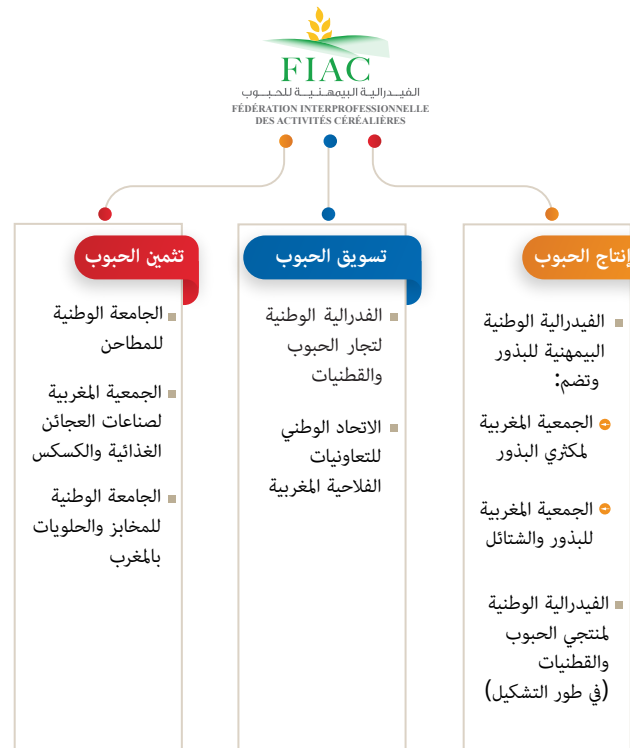 FIAC
الفيدرالية البيمهنية للحبوب
FÉDÉRATION INTERPROFESSIONNELLE
DES ACTIVITÉS CÉRÉALIÈRES
إنتاج الحبوب
الفيدرالية الوطنية
البيمهنية للبذور
وتضم:
الجمعية المغربية
لمكثري البذور
الجمعية المغربية
للبذور والشتائل
الفيدرالية الوطنية
لمنتجي الحبوب
والقطنيات
(في طور التشكيل)
تسويق الحبوب
الفدرالية الوطنية
لتجار الحبوب
والقطنيات
الاتحاد الوطني
للتعاونيات
الفلاحية المغربية
تثمين الحبوب
الجامعة الوطنية
للمطاحن
الجمعية المغربية
لصناعات العجائن
الغذائية والكسكس
الجامعة الوطنية
للمخابز والحلويات
بالمغرب